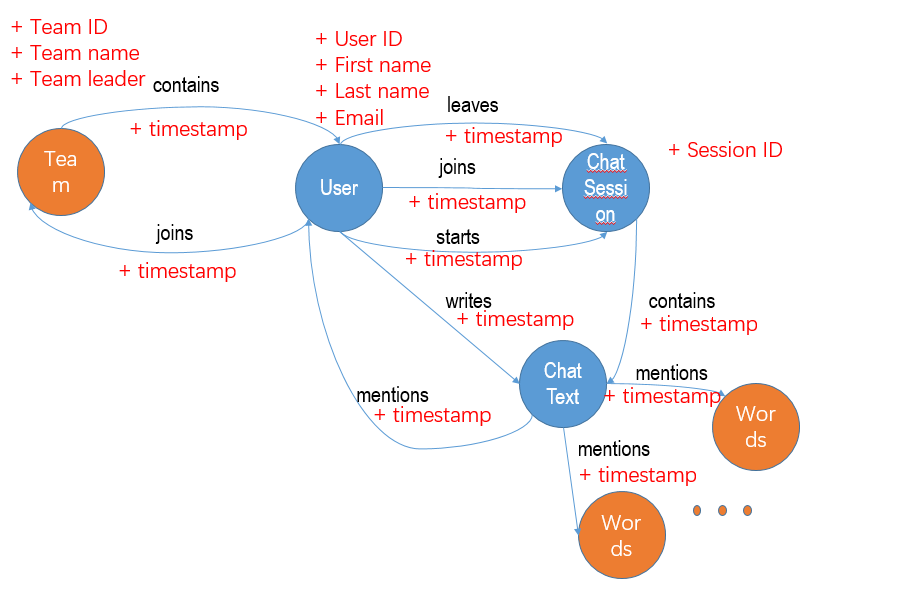 + Team ID
+ Team name
+ Team leader
contains
+ timestamp
+ User ID
+ First name
+ Last name
+ Email
leaves
+ timestamp
Tea
m
User
joins
+ timestamp
Chat
Sessi
on
+ Session ID
joins
+ timestamp
starts
+ timestamp
writes
+ timestamp
contains
+ timestamp
Chat
Text
mentions
+ timestamp
mentions
+ timestamp
Wor
ds
mentions
+ timestamp
Wor
ds